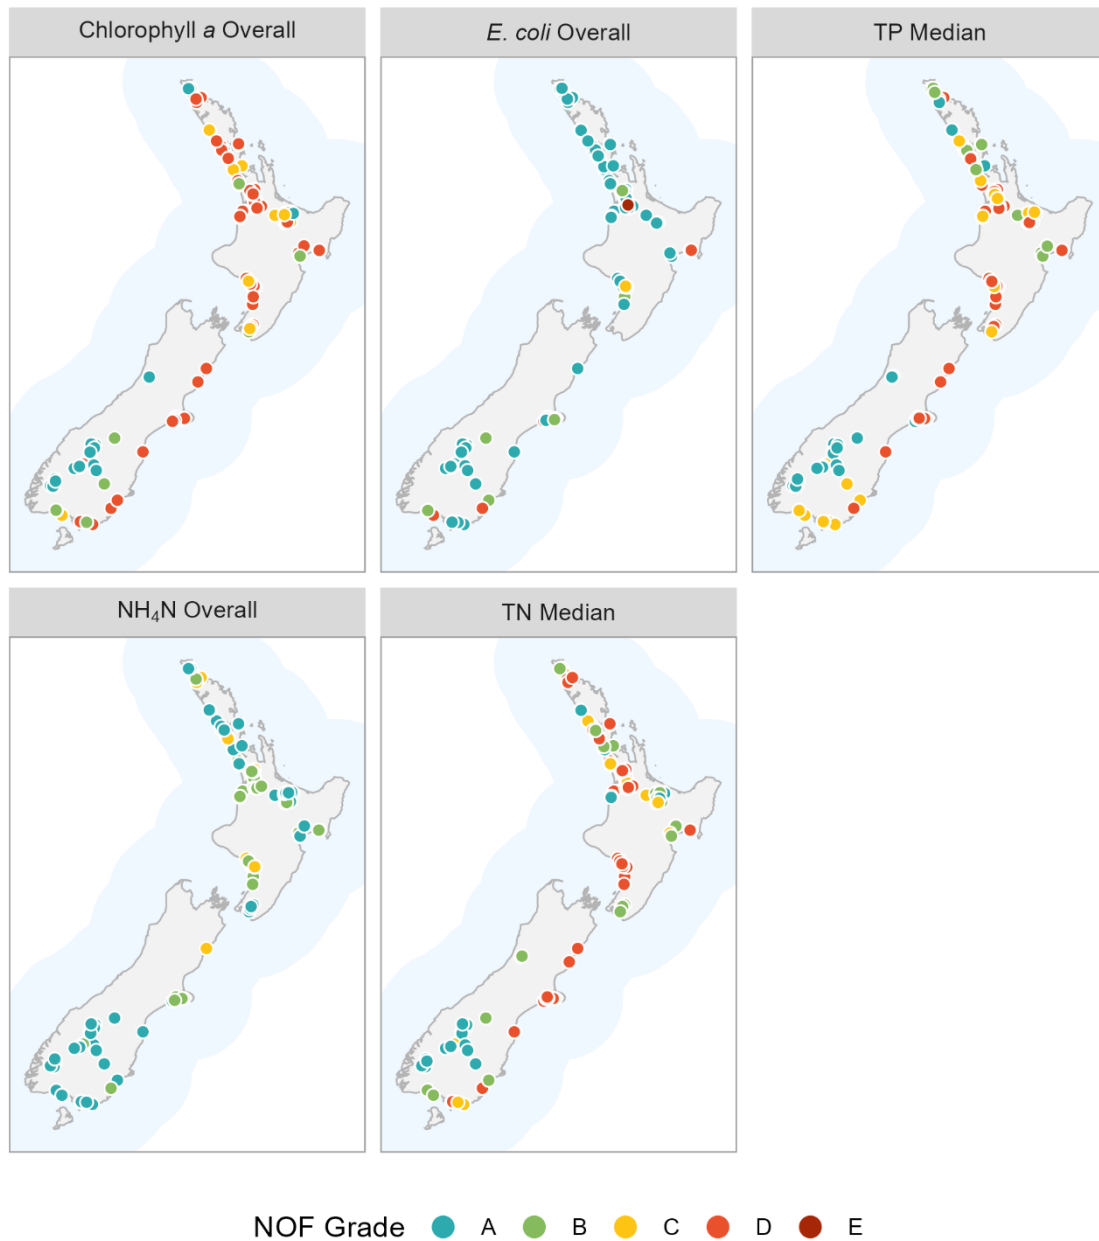 Chlorophyll a Overall
E. coli Overall
TP Median
NH₄N Overall
TN Median
NOF Grade A B C D E